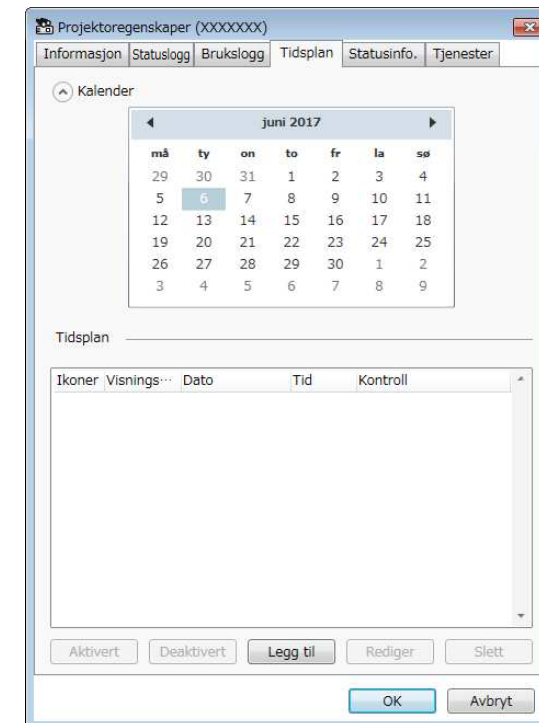 Projektoregenskaper (XXXXXXX)
Informasjon Statuslogg Brukslogg Tidsplan Statusinfo. Tjenester
Kalender
juni 2017
må ty on to fr la sø
29 30 31 1 2 3 4
5 6 7 8 9 10 11
12 13 14 15 16 17 18
19 20 21 22 23 24 25
26 27 28 29 30 1 2
3 4 5 6 7 8 9
Tidsplan
Ikoner Visnings··· Dato Tid Kontroll
Aktivert Deaktivert Legg til Rediger Slett
OK Avbryt